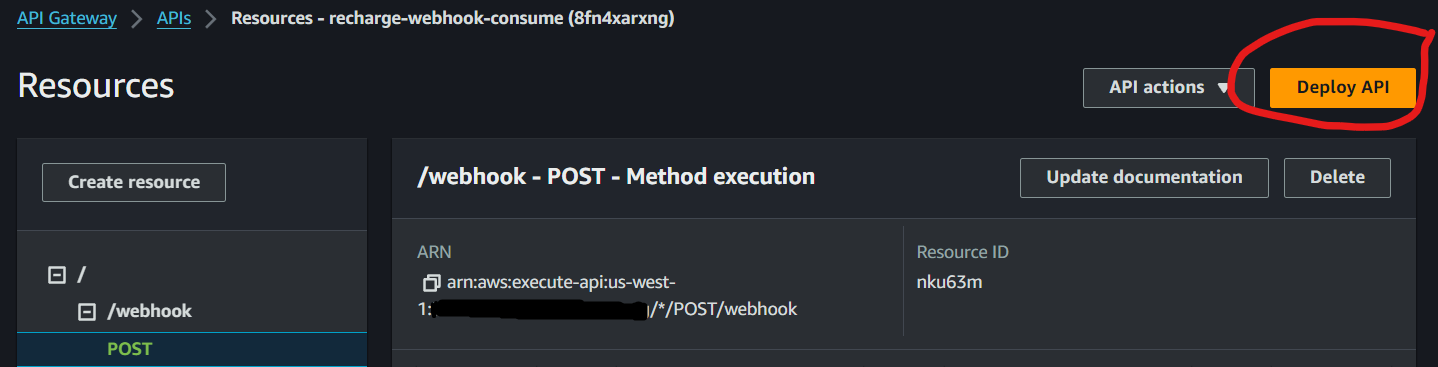 API Gateway > APIs > Resources - recharge-webhook-consume (8fn4xarxng)
Resources
API actions ▼
Deploy API
Create resource
/
/webhook
POST
/webhook - POST - Method execution
Update documentation
Delete
ARN
arn:aws:execute-api:us-west-
1:/*/POST/webhook
Resource ID
nku63m